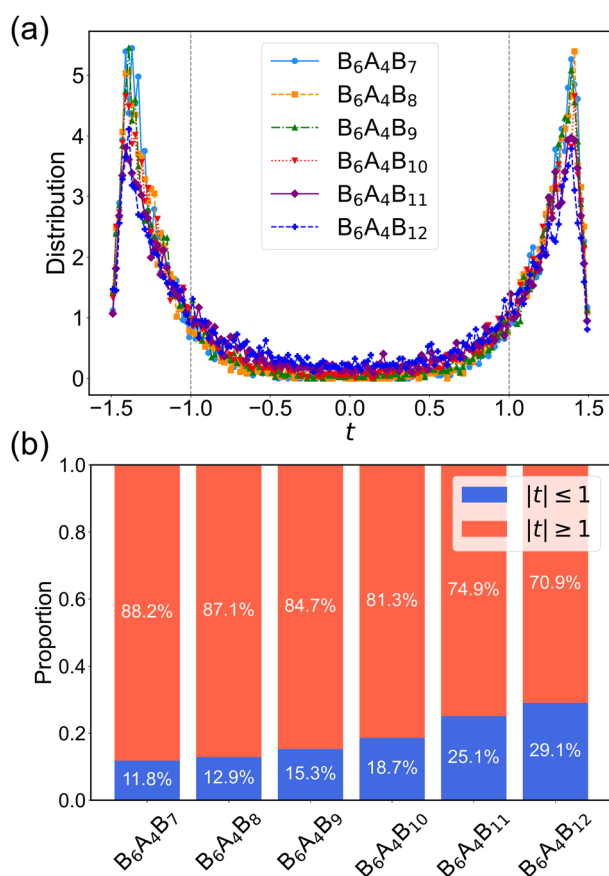 (a)
B₆A₄B₇
B₆A₄B₈
B₆A₄B₉
B₆A₄B₁₀
B₆A₄B₁₁
B₆A₄B₁₂
Distribution
5
4
3
2
1
0
−1.5 −1.0 −0.5 0.0 0.5 1.0 1.5
t
(b)
|t| ≤ 1
|t| ≥ 1
Proportion
1.0
0.8
0.6
0.4
0.2
0.0
88.2% 87.1% 84.7% 81.3% 74.9% 70.9%
11.8% 12.9% 15.3% 18.7% 25.1% 29.1%
B₆A₄B₇ B₆A₄B₈ B₆A₄B₉ B₆A₄B₁₀ B₆A₄B₁₁ B₆A₄B₁₂